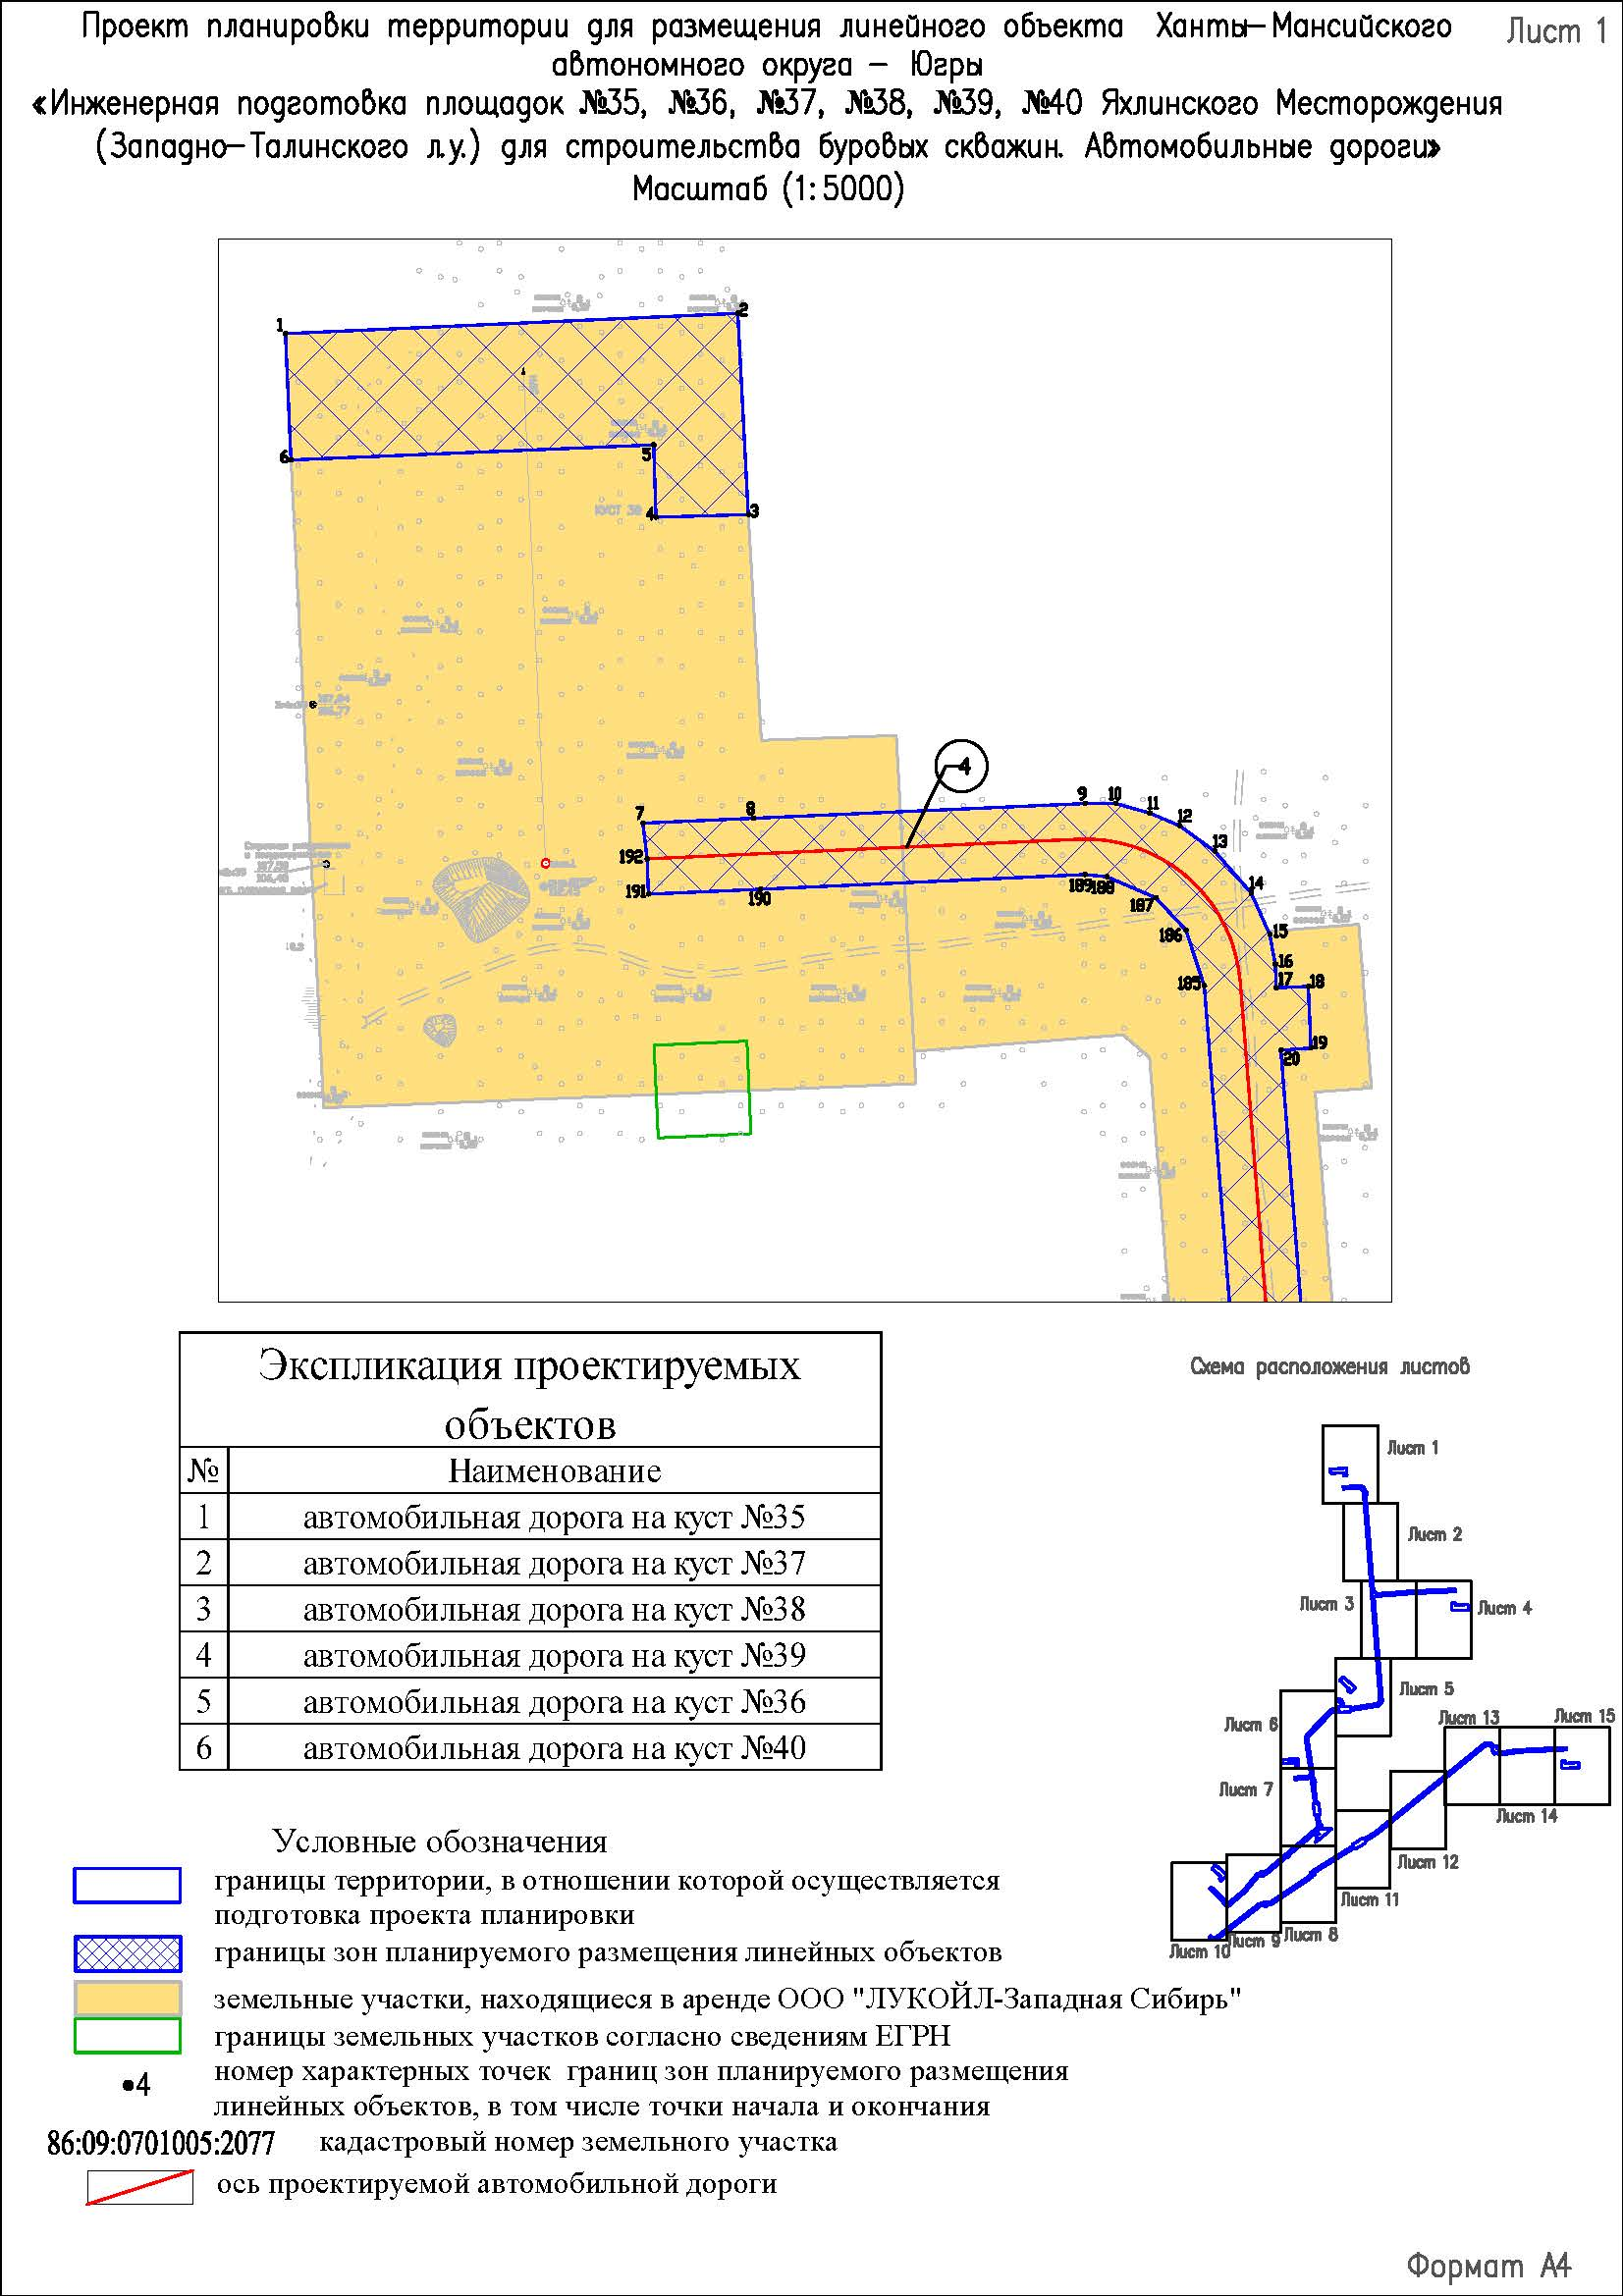 Проект планировки территории для размещения линейного объекта Ханты-Мансийского
автономного округа - Югры
«Инженерная подготовка площадок №35, №36, №37, №38, №39, №40 Яхлинского Месторождения
(Западно-Талинского л.у.) для строительства буровых скважин. Автомобильные дороги»
Масштаб (1:5000)
Лист 1
1
2
6
5
4
3
КУСТ 39
4
7
8
9
10
11
12
13
14
15
16
17
18
19
20
192
191
190
189
188
187
186
185
Экспликация проектируемых
объектов
№ Наименование
1 автомобильная дорога на куст №35
2 автомобильная дорога на куст №37
3 автомобильная дорога на куст №38
4 автомобильная дорога на куст №39
5 автомобильная дорога на куст №36
6 автомобильная дорога на куст №40
Схема расположения листов
Лист 1
Лист 2
Лист 3
Лист 4
Лист 5
Лист 6
Лист 13
Лист 15
Лист 7
Лист 14
Лист 12
Лист 11
Лист 8
Лист 9
Лист 10
Условные обозначения
границы территории, в отношении которой осуществляется
подготовка проекта планировки
границы зон планируемого размещения линейных объектов
земельные участки, находящиеся в аренде ООО "ЛУКОЙЛ-Западная Сибирь"
границы земельных участков согласно сведениям ЕГРН
•4 номер характерных точек границ зон планируемого размещения
линейных объектов, в том числе точки начала и окончания
86:09:0701005:2077 кадастровый номер земельного участка
ось проектируемой автомобильной дороги
Формат А4